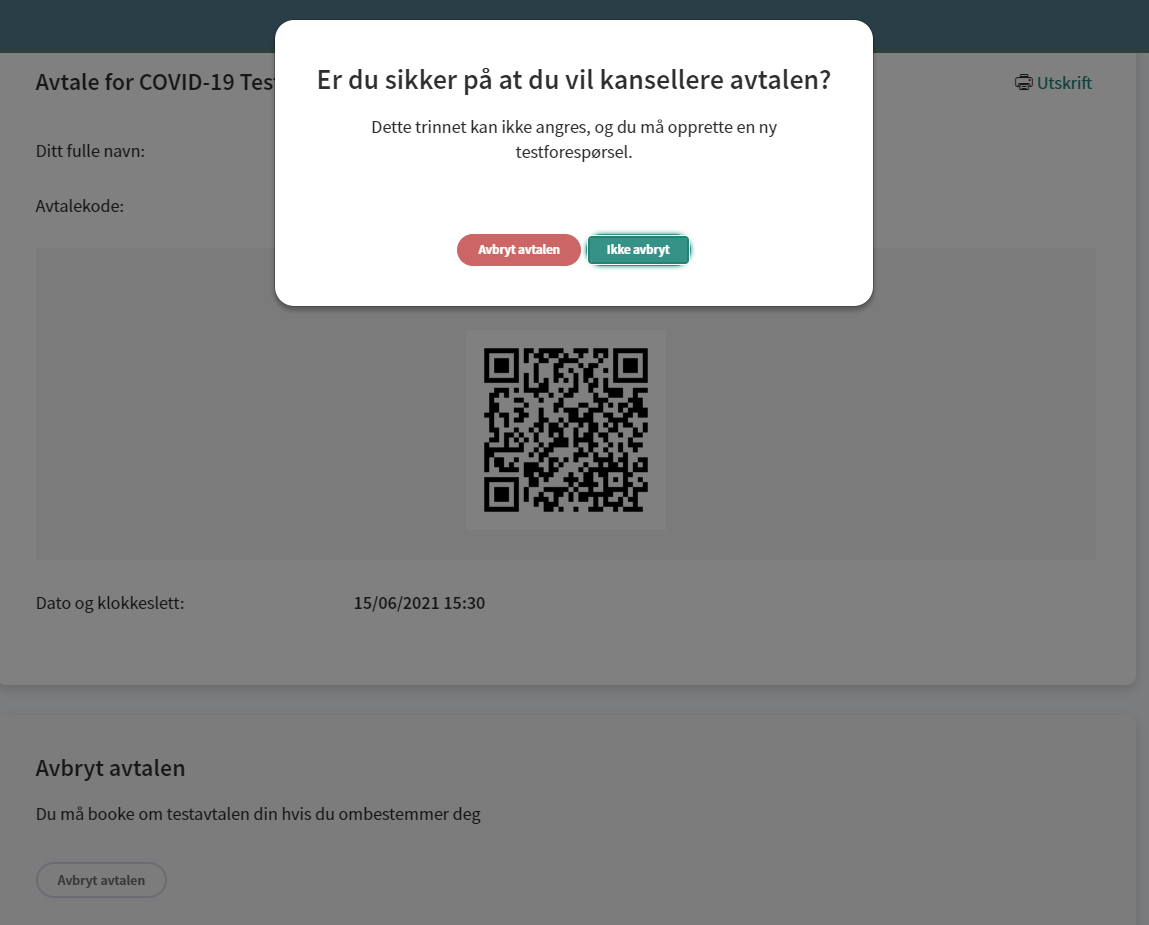 Er du sikker på at du vil kansellere avtalen?
Dette trinnet kan ikke angres, og du må opprette en ny
testforespørsel.
Avbryt avtalen
Ikke avbryt
Avtale for COVID-19 Tes
Utskrift
Ditt fulle navn:
Avtalekode:
Dato og klokkeslett: 15/06/2021 15:30
Avbryt avtalen
Du må booke om testavtalen din hvis du ombestemmer deg
Avbryt avtalen